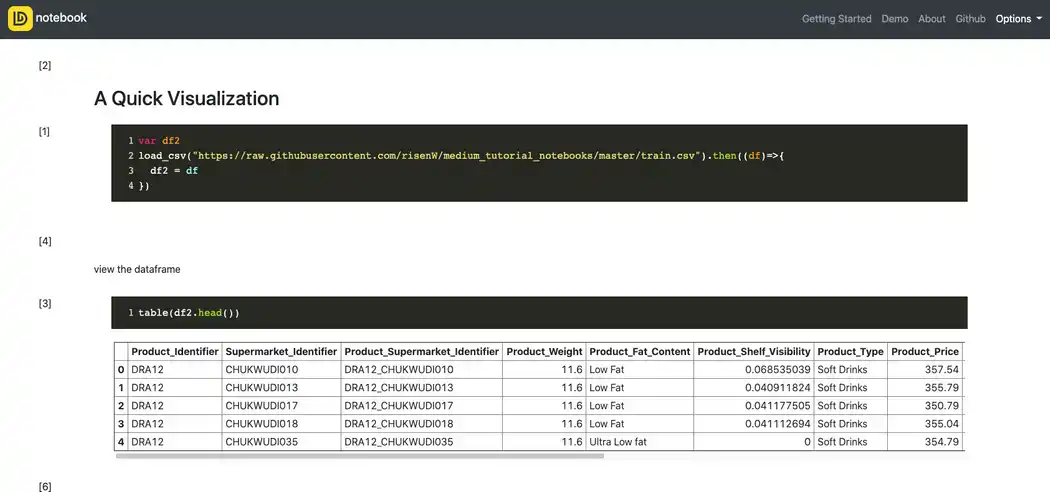 notebook Getting Started Demo About Github Options
[2]
A Quick Visualization
[1]
1 var df2
2 load_csv("https://raw.githubusercontent.com/risenW/medium_tutorial_notebooks/master/train.csv").then((df)=>{
3 df2 = df
4 })
[4]
view the dataframe
[3]
1 table(df2.head())
Product_Identifier Supermarket_Identifier Product_Supermarket_Identifier Product_Weight Product_Fat_Content Product_Shelf_Visibility Product_Type Product_Price
0 DRA12 CHUKWUDI010 DRA12_CHUKWUDI010 11.6 Low Fat 0.068535039 Soft Drinks 357.54
1 DRA12 CHUKWUDI013 DRA12_CHUKWUDI013 11.6 Low Fat 0.040911824 Soft Drinks 355.79
2 DRA12 CHUKWUDI017 DRA12_CHUKWUDI017 11.6 Low Fat 0.041177505 Soft Drinks 350.79
3 DRA12 CHUKWUDI018 DRA12_CHUKWUDI018 11.6 Low Fat 0.041112694 Soft Drinks 355.04
4 DRA12 CHUKWUDI035 DRA12_CHUKWUDI035 11.6 Ultra Low fat 0 Soft Drinks 354.79
[6]